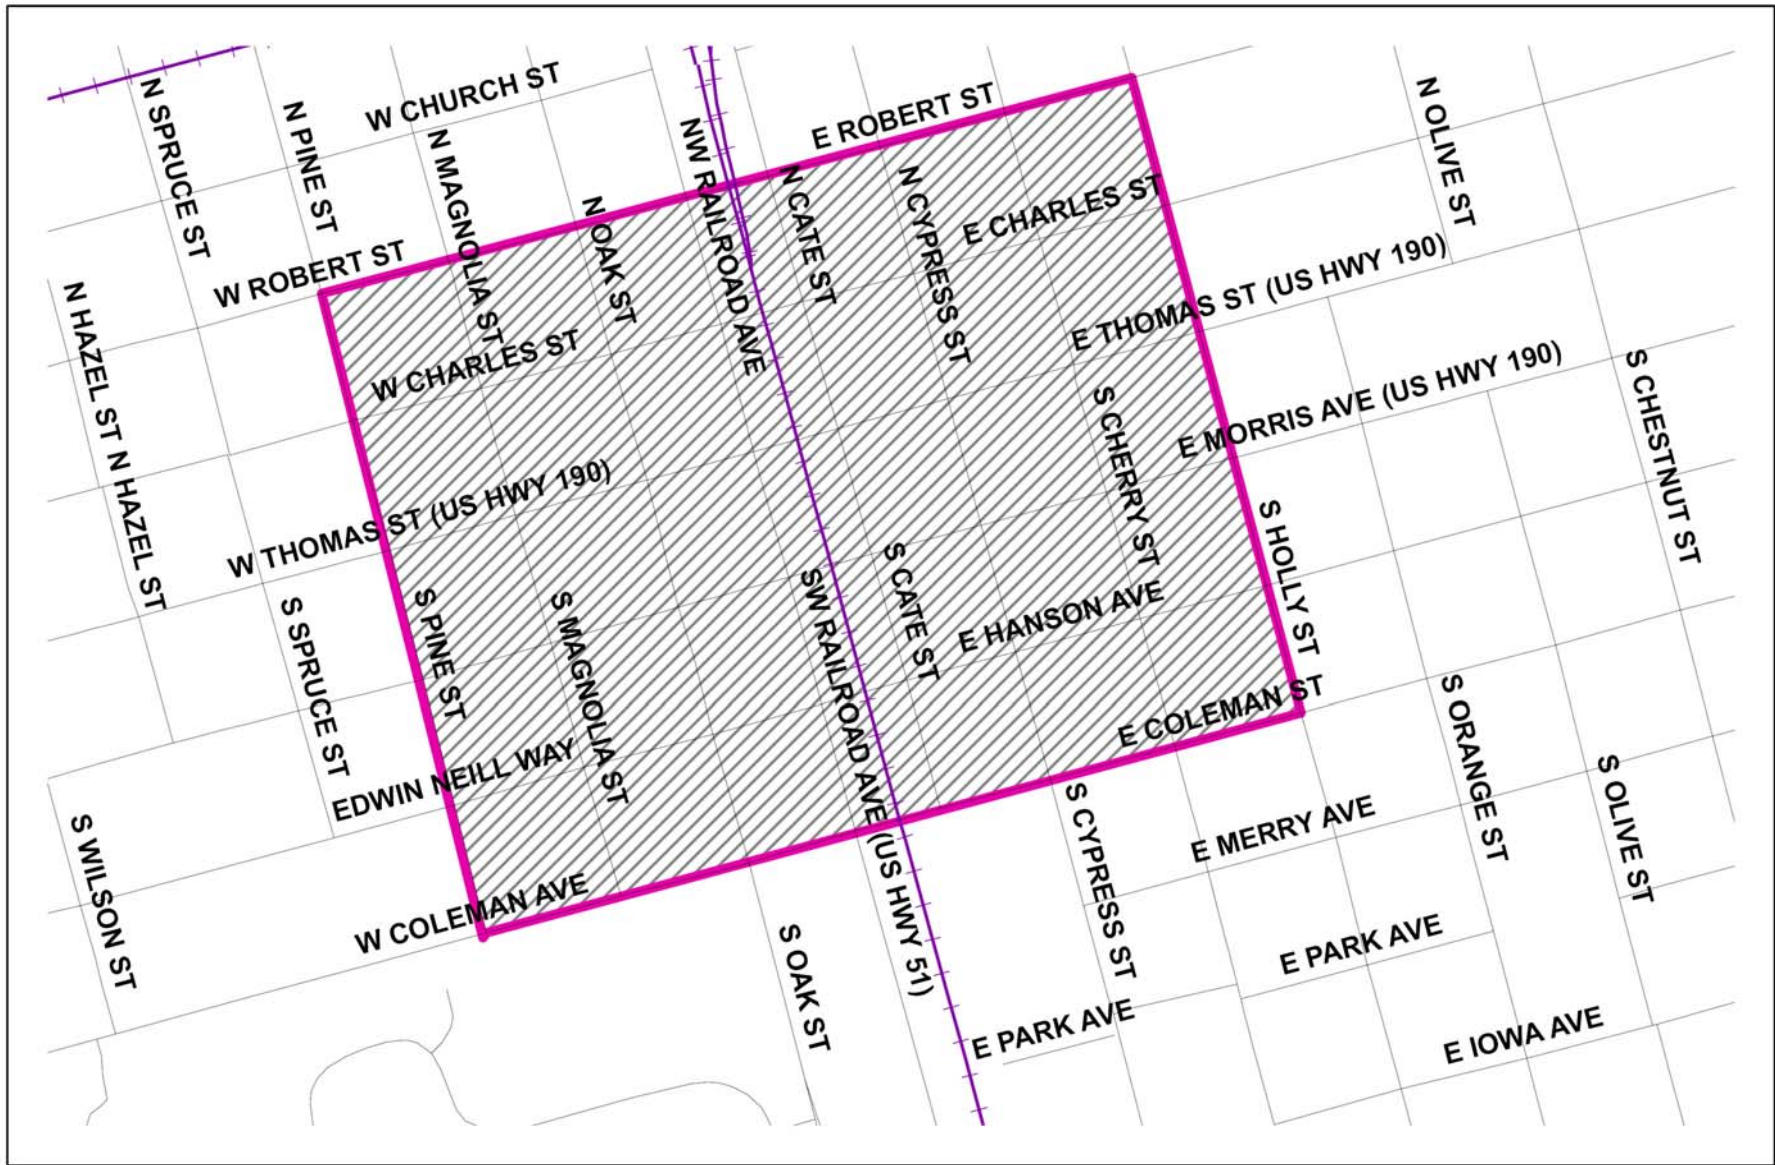 N SPRUCE ST
N PINE ST
W CHURCH ST
N MAGNOLIA ST
NW RAILROAD AVE
E ROBERT ST
N OLIVE ST
N OAK ST
N CATE ST
N CYPRESS ST
E CHARLES ST
W ROBERT ST
N HAZEL ST
N HAZEL ST
W CHARLES ST
E THOMAS ST (US HWY 190)
E MORRIS AVE (US HWY 190)
S CHERRY ST
S CHESTNUT ST
W THOMAS ST (US HWY 190)
S HOLLY ST
S CATE ST
SW RAILROAD AVE (US HWY 51)
E HANSON AVE
S PINE ST
S MAGNOLIA ST
S SPRUCE ST
E COLEMAN ST
S ORANGE ST
EDWIN NEILL WAY
S OLIVE ST
S CYPRESS ST
E MERRY AVE
S WILSON ST
W COLEMAN AVE
S OAK ST
E PARK AVE
E PARK AVE
E IOWA AVE